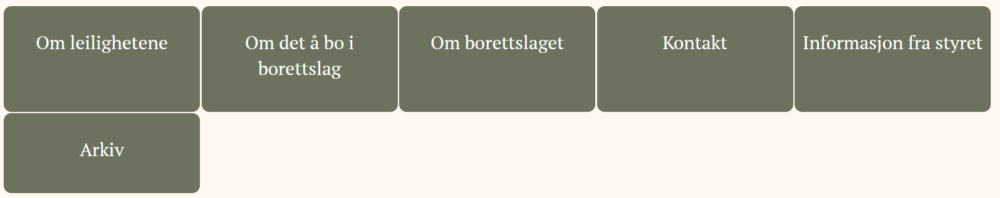 Om leilighetene
Om det å bo i
borettslag
Om borettslaget
Kontakt
Informasjon fra styret
Arkiv